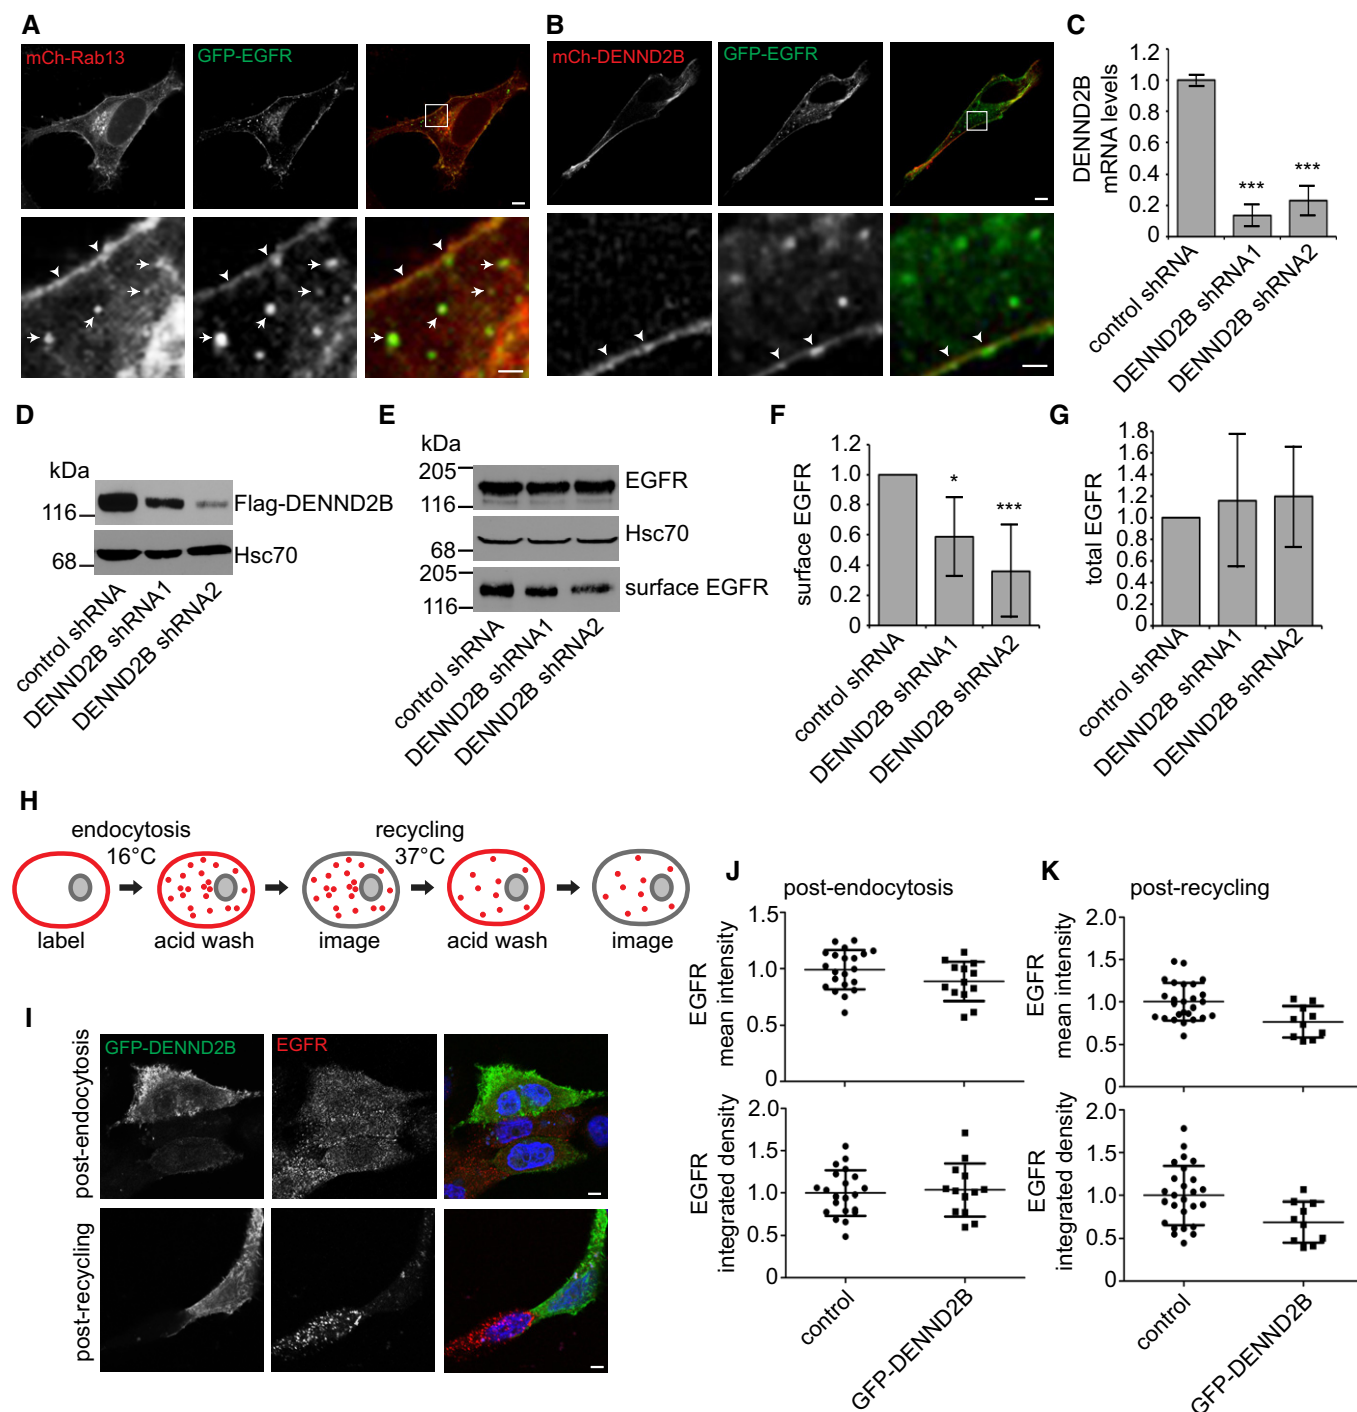 A
mCh-Rab13
GFP-EGFR
B
mCh-DENND2B
GFP-EGFR
C
DENND2B
mRNA levels
1.2
1.0
0.8
0.6
0.4
0.2
0
***
***
control shRNA
DENND2B shRNA1
DENND2B shRNA2
D
kDa
116
68
Flag-DENND2B
Hsc70
control shRNA
DENND2B shRNA1
DENND2B shRNA2
E
kDa
205
116
68
205
116
EGFR
Hsc70
surface EGFR
control shRNA
DENND2B shRNA1
DENND2B shRNA2
F
surface EGFR
1.2
1.0
0.8
0.6
0.4
0.2
0
*
***
control shRNA
DENND2B shRNA1
DENND2B shRNA2
G
total EGFR
1.8
1.6
1.4
1.2
1.0
0.8
0.6
0.4
0.2
0
control shRNA
DENND2B shRNA1
DENND2B shRNA2
H
endocytosis
16°C
recycling
37°C
label
acid wash
image
acid wash
image
I
GFP-DENND2B
EGFR
post-endocytosis
post-recycling
J
post-endocytosis
EGFR
mean intensity
1.5
1.0
0.5
0
EGFR
integrated density
2.0
1.5
1.0
0.5
0
control
GFP-DENND2B
K
post-recycling
EGFR
mean intensity
2.0
1.5
1.0
0.5
0
EGFR
integrated density
2.0
1.5
1.0
0.5
0
control
GFP-DENND2B